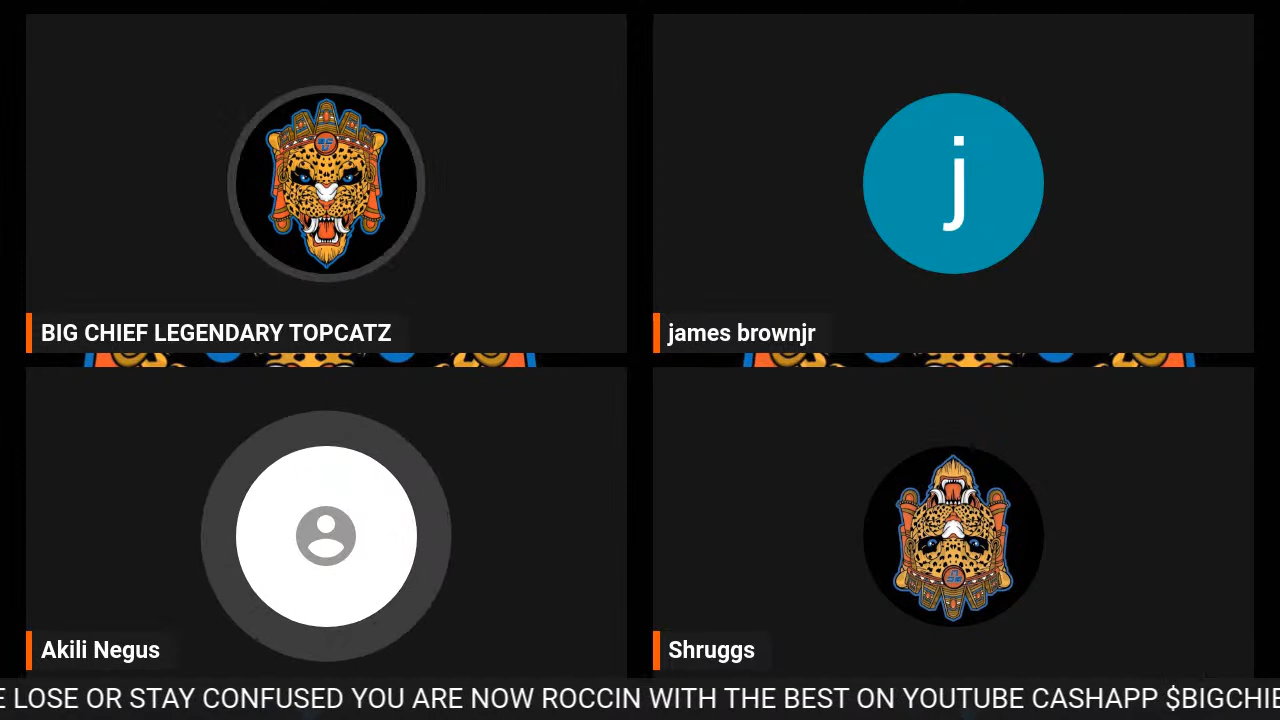 BIG CHIEF LEGENDARY TOPCATZ
j
james brownjr
Akili Negus
Shruggs
E LOSE OR STAY CONFUSED YOU ARE NOW ROCCIN WITH THE BEST ON YOUTUBE CASHAPP $BIGCHIE